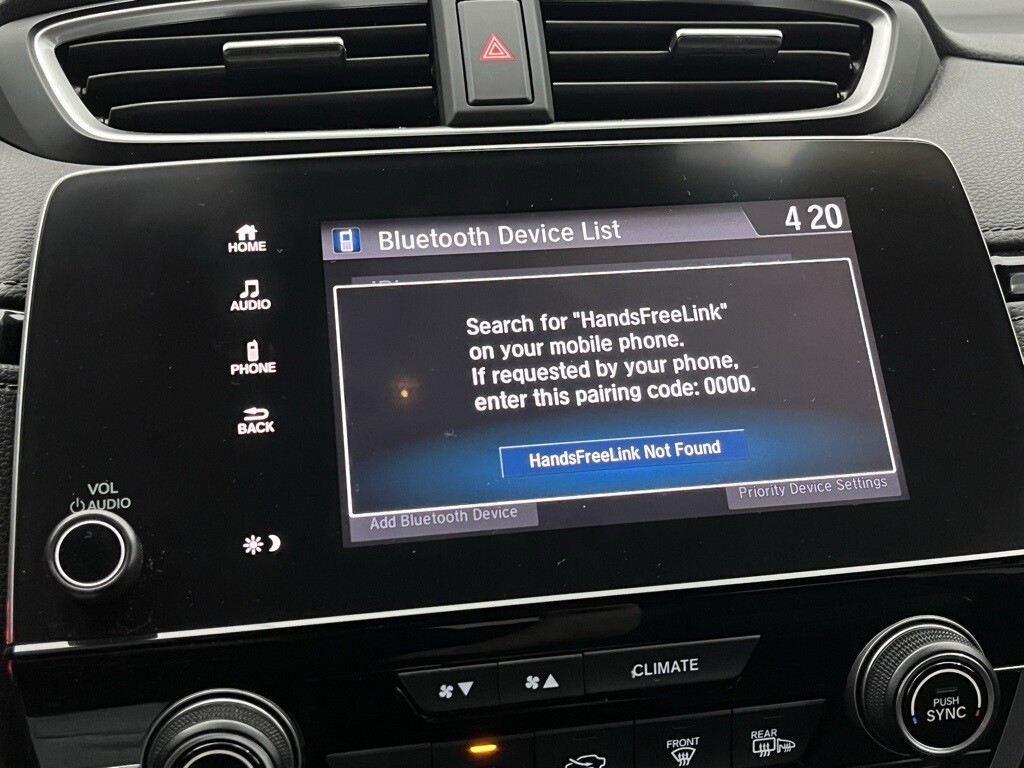 HOME
AUDIO
PHONE
BACK
VOL
AUDIO
Bluetooth Device List
4 20
Search for "HandsFreeLink"
on your mobile phone.
If requested by your phone,
enter this pairing code: 0000.
HandsFreeLink Not Found
Add Bluetooth Device
Priority Device Settings
CLIMATE
PUSH
SYNC
FRONT
REAR